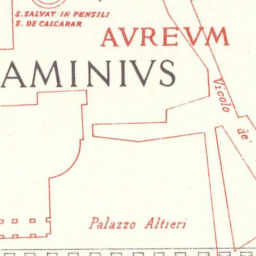 S. SALVAT IN PENSILI
S. DE CALCARAR
AVREVM
AMINIVS
Vicolo de'
Palazzo Altieri